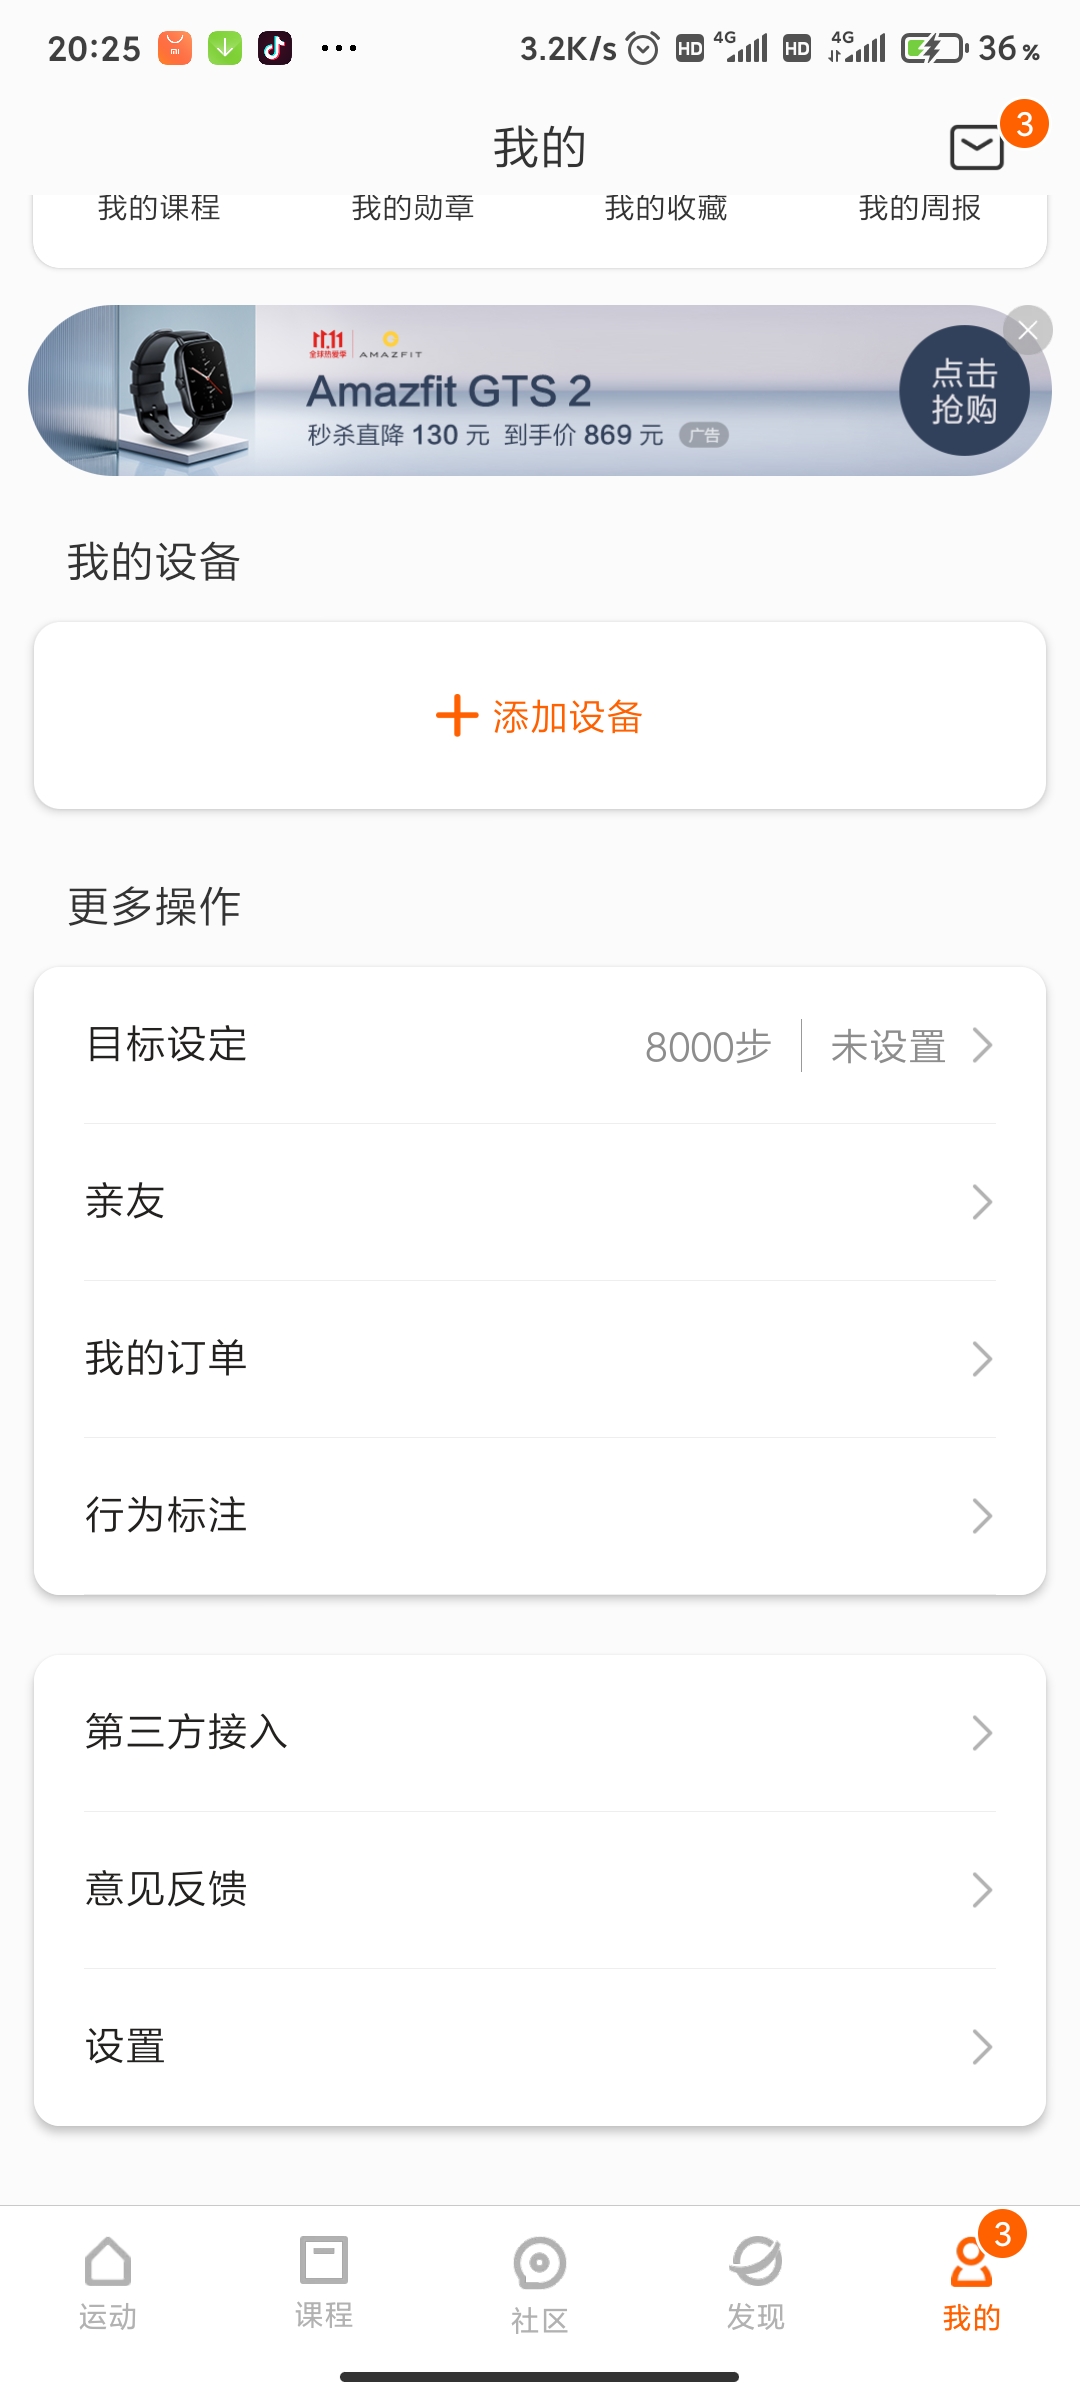 20:25 3.2K/s HD 4G HD 4G 36%
我的 3
我的课程 我的勋章 我的收藏 我的周报
11.11 AMAZFIT
全球热爱季
Amazfit GTS 2
秒杀直降 130 元 到手价 869 元 广告
点击
抢购
我的设备
添加设备
更多操作
目标设定 8000步 未设置
亲友
我的订单
行为标注
第三方接入
意见反馈
设置
3
运动 课程 社区 发现 我的